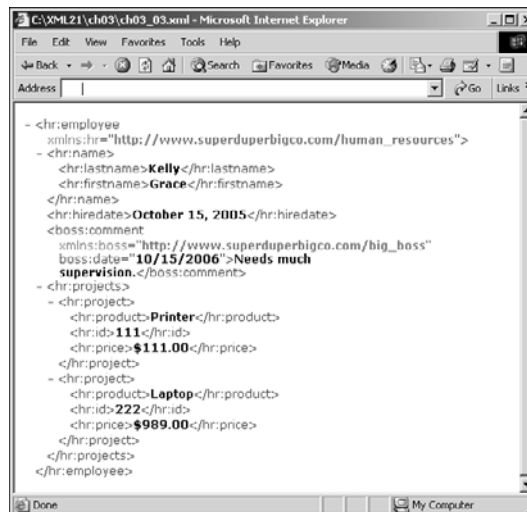 C:\XML21\ch03\ch03_03.xml - Microsoft Internet Explorer
File Edit View Favorites Tools Help
Back Search Favorites Media
Address Go Links
- <hr:employee
xmlns:hr="http://www.superduperbigco.com/human_resources">
- <hr:name>
<hr:lastname>Kelly</hr:lastname>
<hr:firstname>Grace</hr:firstname>
</hr:name>
<hr:hiredate>October 15, 2005</hr:hiredate>
<boss:comment
xmlns:boss="http://www.superduperbigco.com/big_boss"
boss:date="10/15/2006">Needs much
supervision.</boss:comment>
- <hr:projects>
- <hr:project>
<hr:product>Printer</hr:product>
<hr:id>111</hr:id>
<hr:price>$111.00</hr:price>
</hr:project>
- <hr:project>
<hr:product>Laptop</hr:product>
<hr:id>222</hr:id>
<hr:price>$989.00</hr:price>
</hr:project>
</hr:projects>
</hr:employee>
Done My Computer